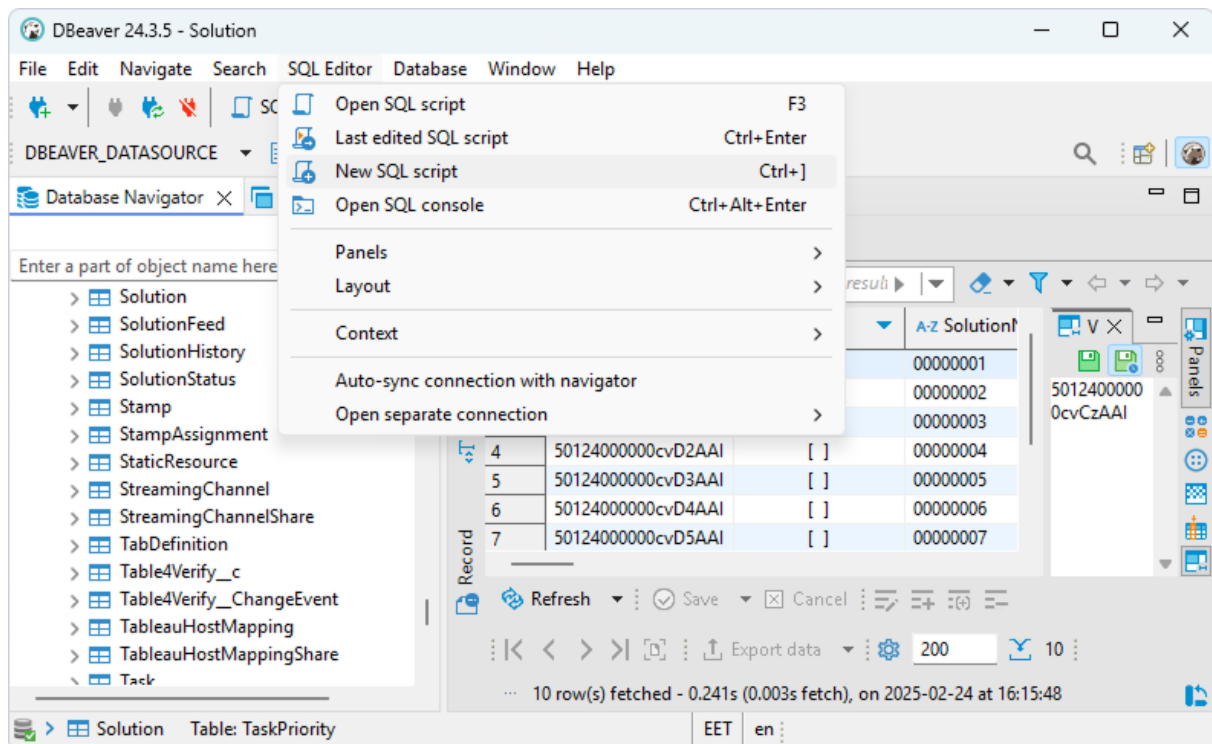 DBeaver 24.3.5 - Solution
File Edit Navigate Search SQL Editor Database Window Help
Open SQL script F3
Last edited SQL script Ctrl+Enter
New SQL script Ctrl+]
Open SQL console Ctrl+Alt+Enter
Panels
Layout
Context
Auto-sync connection with navigator
Open separate connection
DBEAVER_DATASOURCE
Database Navigator
Enter a part of object name here
Solution
SolutionFeed
SolutionHistory
SolutionStatus
Stamp
StampAssignment
StaticResource
StreamingChannel
StreamingChannelShare
TabDefinition
Table4Verify__c
Table4Verify__ChangeEvent
TableauHostMapping
TableauHostMappingShare
Task
A-Z
00000001
00000002
00000003
4 50124000000cvD2AAI [ ] 00000004
5 50124000000cvD3AAI [ ] 00000005
6 50124000000cvD4AAI [ ] 00000006
7 50124000000cvD5AAI [ ] 00000007
Record
V
5012400000
0cvCzAAI
Panels
Refresh Save Cancel
Export data 200 10
10 row(s) fetched - 0.241s (0.003s fetch), on 2025-02-24 at 16:15:48
Solution Table: TaskPriority EET en